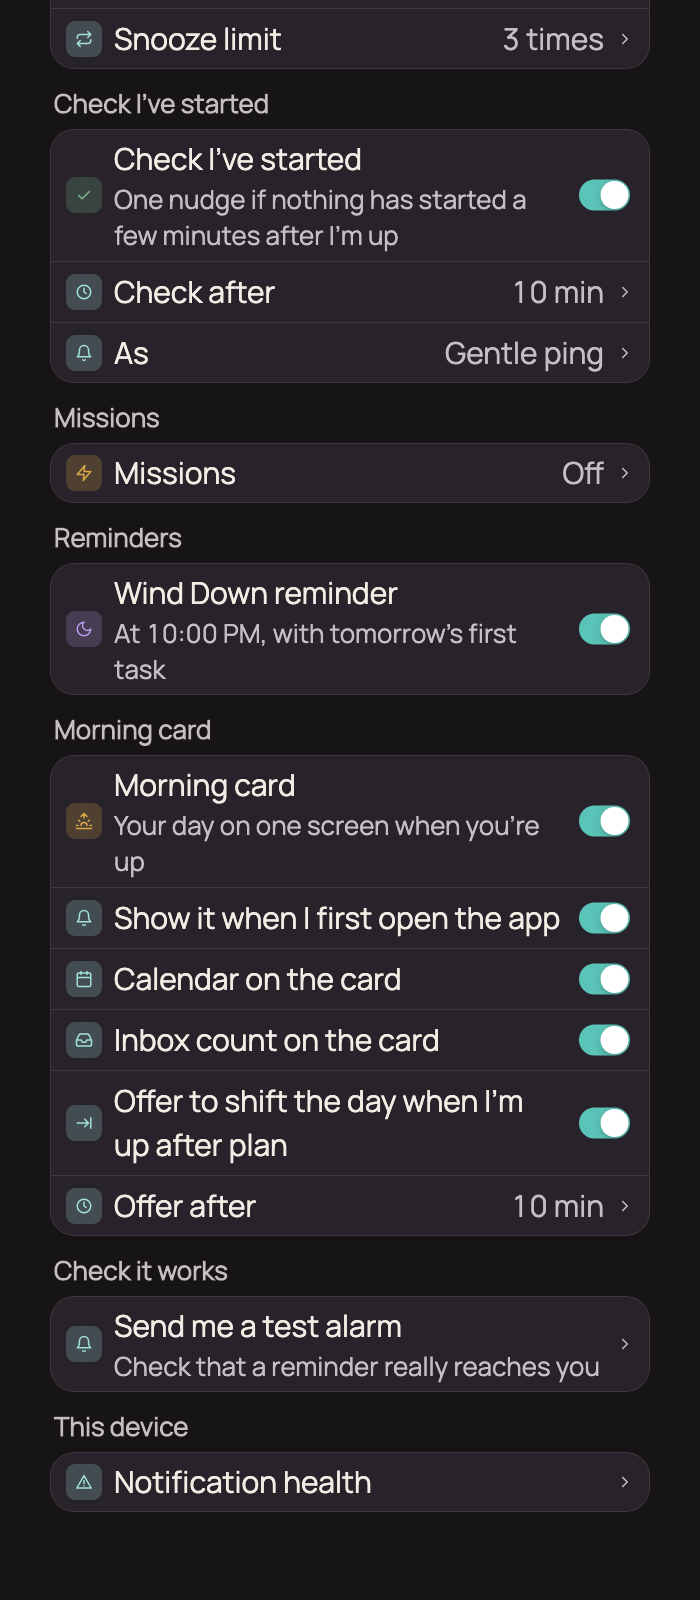 Snooze limit 3 times
Check I've started
Check I've started
One nudge if nothing has started a
few minutes after I'm up
Check after 10 min
As Gentle ping
Missions
Missions Off
Reminders
Wind Down reminder
At 10:00 PM, with tomorrow's first
task
Morning card
Morning card
Your day on one screen when you're
up
Show it when I first open the app
Calendar on the card
Inbox count on the card
Offer to shift the day when I'm
up after plan
Offer after 10 min
Check it works
Send me a test alarm
Check that a reminder really reaches you
This device
Notification health